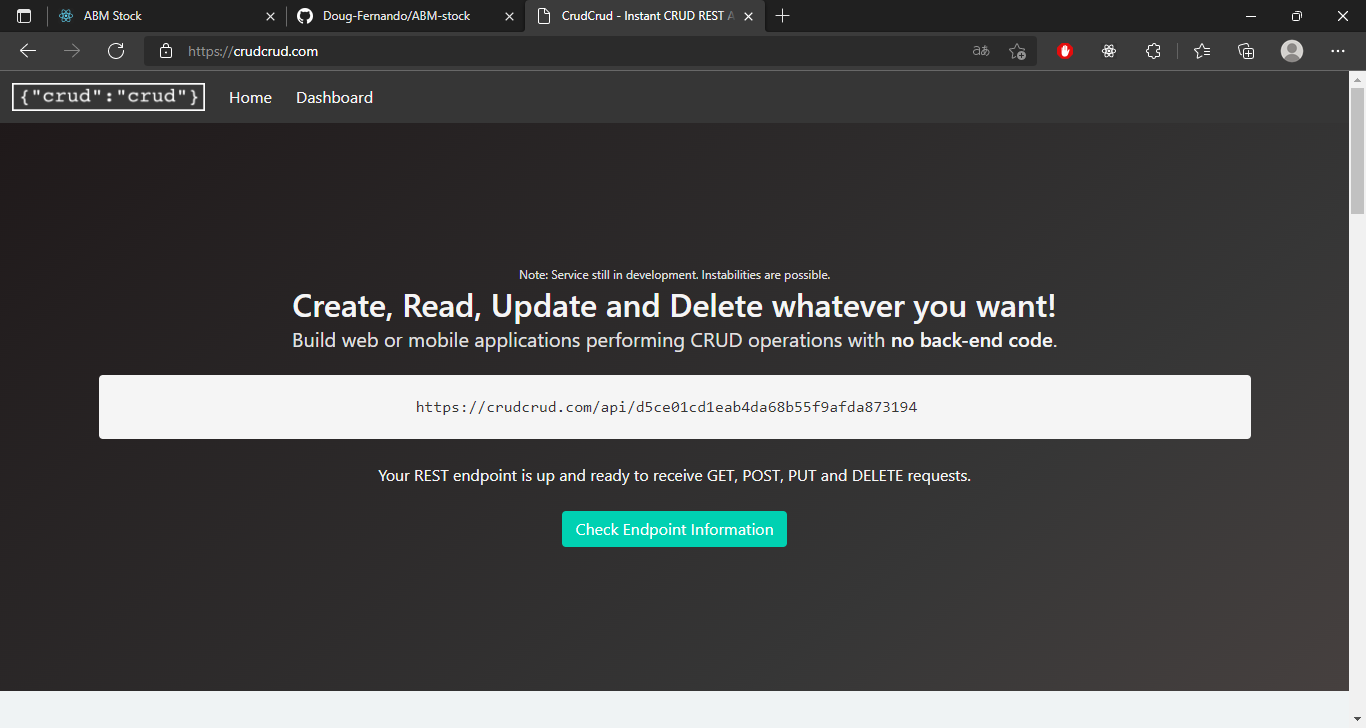 ABM Stock
Doug-Fernando/ABM-stock
CrudCrud - Instant CRUD REST A
https://crudcrud.com
aあ
{"crud":"crud"}
Home
Dashboard
Note: Service still in development. Instabilities are possible.
Create, Read, Update and Delete whatever you want!
Build web or mobile applications performing CRUD operations with no back-end code.
https://crudcrud.com/api/d5ce01cd1eab4da68b55f9afda873194
Your REST endpoint is up and ready to receive GET, POST, PUT and DELETE requests.
Check Endpoint Information